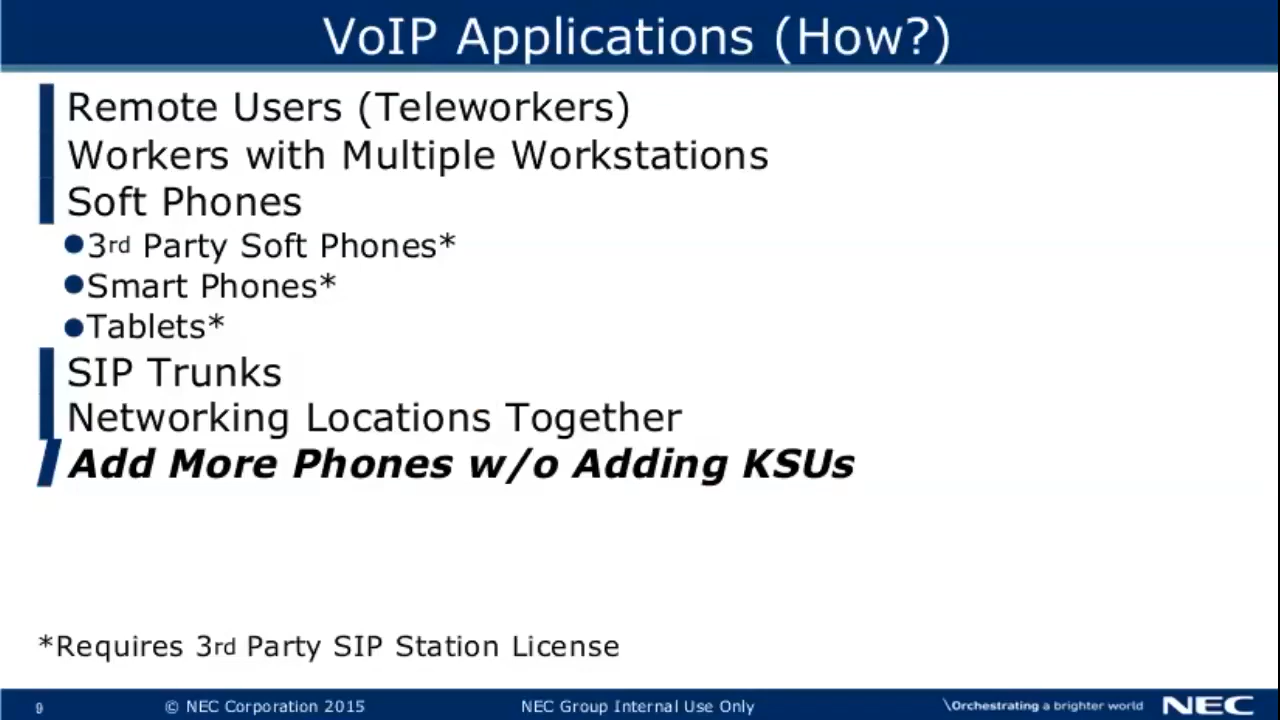 VoIP Applications (How?)
Remote Users (Teleworkers)
Workers with Multiple Workstations
Soft Phones
3rd Party Soft Phones*
Smart Phones*
Tablets*
SIP Trunks
Networking Locations Together
Add More Phones w/o Adding KSUs
*Requires 3rd Party SIP Station License
9 © NEC Corporation 2015 NEC Group Internal Use Only \Orchestrating a brighter world NEC